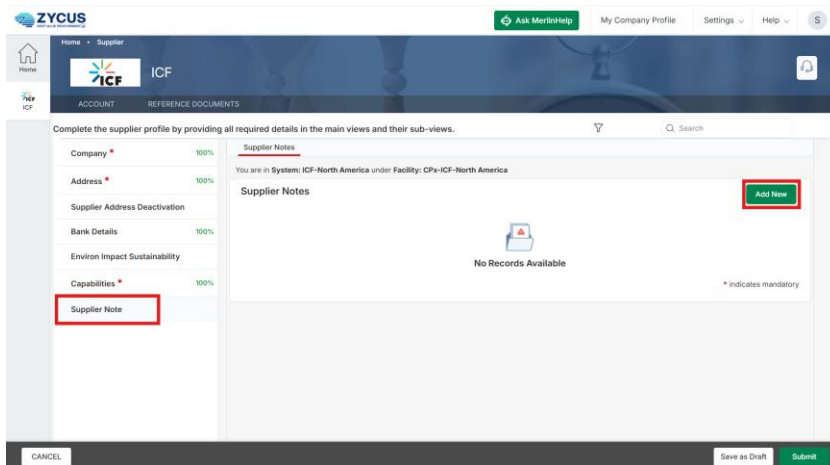 ZYCUS
Ask MerlinHelp My Company Profile Settings Help S
Home • Supplier
Home
ICF ICF
ICF
ACCOUNT REFERENCE DOCUMENTS
Complete the supplier profile by providing all required details in the main views and their sub-views. Search
Company * 100%
Supplier Notes
Address * 100%
You are in System: ICF-North America under Facility: CPx-ICF-North America
Supplier Notes Add New
Supplier Address Deactivation
Bank Details 100%
Environ Impact Sustainability
No Records Available
Capabilities * 100%
* indicates mandatory
Supplier Note
CANCEL Save as Draft Submit